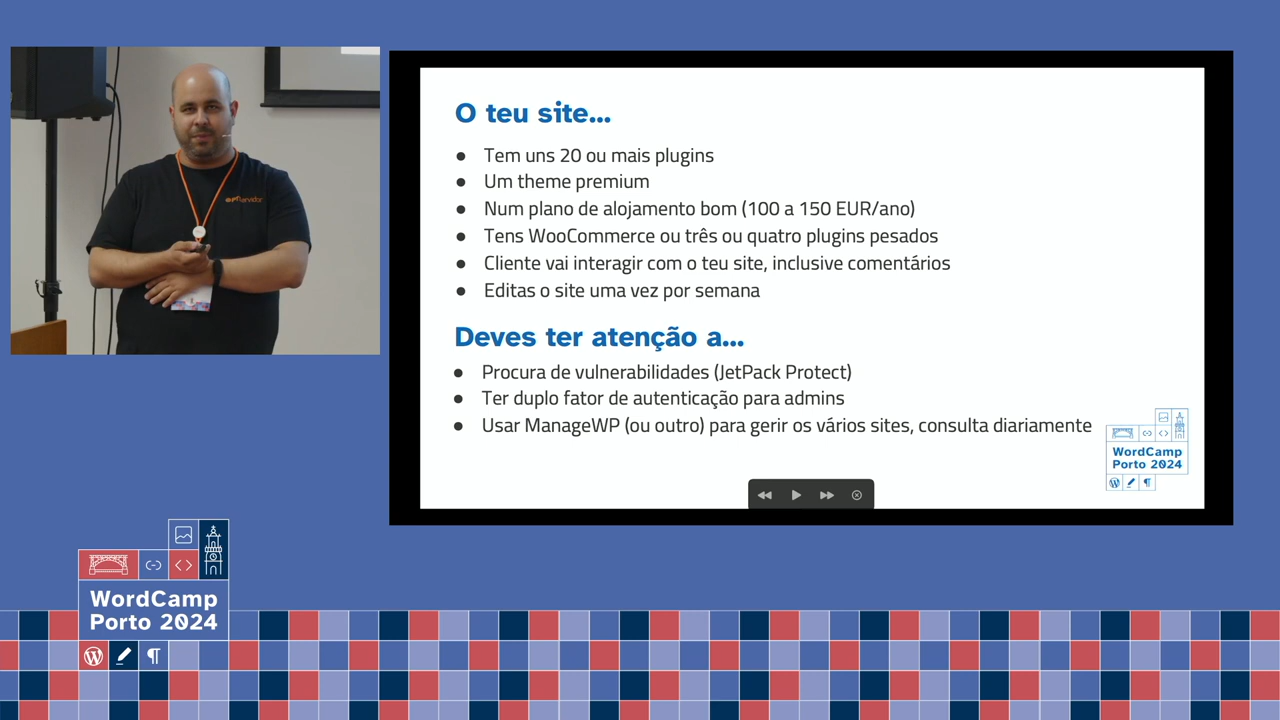 O teu site...
● Tem uns 20 ou mais plugins
● Um theme premium
● Num plano de alojamento bom (100 a 150 EUR/ano)
● Tens WooCommerce ou três ou quatro plugins pesados
● Cliente vai interagir com o teu site, inclusive comentários
● Editas o site uma vez por semana
Deves ter atenção a...
● Procura de vulnerabilidades (JetPack Protect)
● Ter duplo fator de autenticação para admins
● Usar ManageWP (ou outro) para gerir os vários sites, consulta diariamente
WordCamp
Porto 2024
WordCamp
Porto 2024